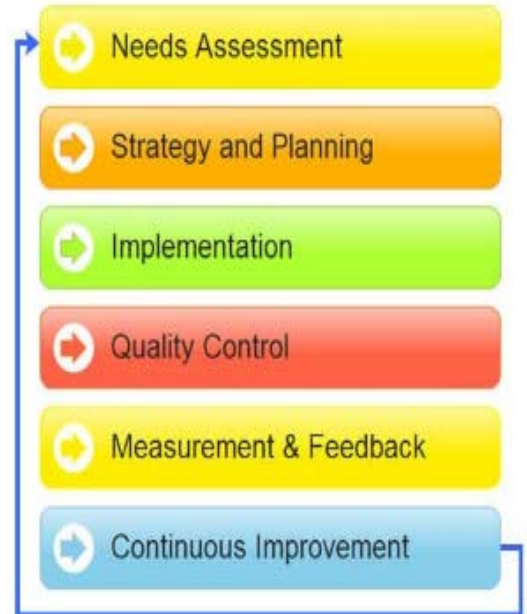 Needs Assessment
Strategy and Planning
Implementation
Quality Control
Measurement & Feedback
Continuous Improvement